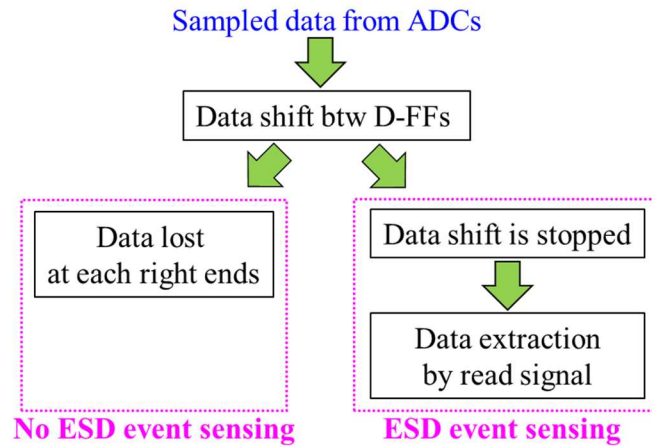 Sampled data from ADCs
Data shift btw D-FFs
Data lost
at each right ends
No ESD event sensing
Data shift is stopped
Data extraction
by read signal
ESD event sensing